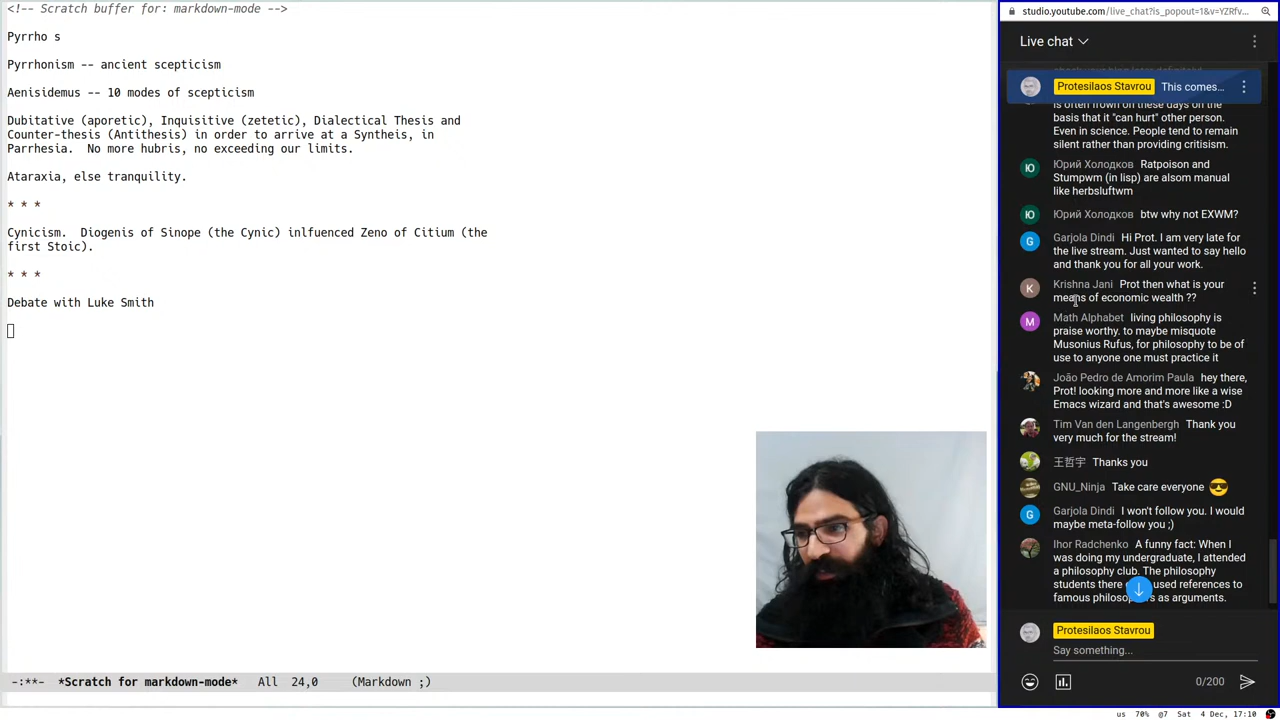 <!-- Scratch buffer for: markdown-mode -->
Pyrrho s
Pyrrhonism -- ancient scepticism
Aenisidemus -- 10 modes of scepticism
Dubitative (aporetic), Inquisitive (zetetic), Dialectical Thesis and
Counter-thesis (Antithesis) in order to arrive at a Syntheis, in
Parrhesia.  No more hubris, no exceeding our limits.
Ataraxia, else tranquility.
* * *
Cynicism.  Diogenis of Sinope (the Cynic) inlfuenced Zeno of Citium (the
first Stoic).
* * *
Debate with Luke Smith
-:**-  *Scratch for markdown-mode*  All  24,0  (Markdown ;)
studio.youtube.com/live_chat?is_popout=1&v=YZRfv...
Live chat
Protesilaos Stavrou This comes...
is often frown on these days on the
basis that it "can hurt" other person.
Even in science. People tend to remain
silent rather than providing critisism.
Ю Юрий Холодков Ratpoison and
Stumpwm (in lisp) are alsom manual
like herbsluftwm
Ю Юрий Холодков btw why not EXWM?
G Garjola Dindi Hi Prot. I am very late for
the live stream. Just wanted to say hello
and thank you for all your work.
K Krishna Jani Prot then what is your
means of economic wealth ??
M Math Alphabet living philosophy is
praise worthy. to maybe misquote
Musonius Rufus, for philosophy to be of
use to anyone one must practice it
João Pedro de Amorim Paula hey there,
Prot! looking more and more like a wise
Emacs wizard and that's awesome :D
Tim Van den Langenbergh Thank you
very much for the stream!
王哲宇 Thanks you
GNU_Ninja Take care everyone
G Garjola Dindi I won't follow you. I would
maybe meta-follow you ;)
Ihor Radchenko A funny fact: When I
was doing my undergraduate, I attended
a philosophy club. The philosophy
students there used references to
famous philosophers as arguments.
Protesilaos Stavrou
Say something...
0/200
us 70% @7 Sat 4 Dec, 17:10